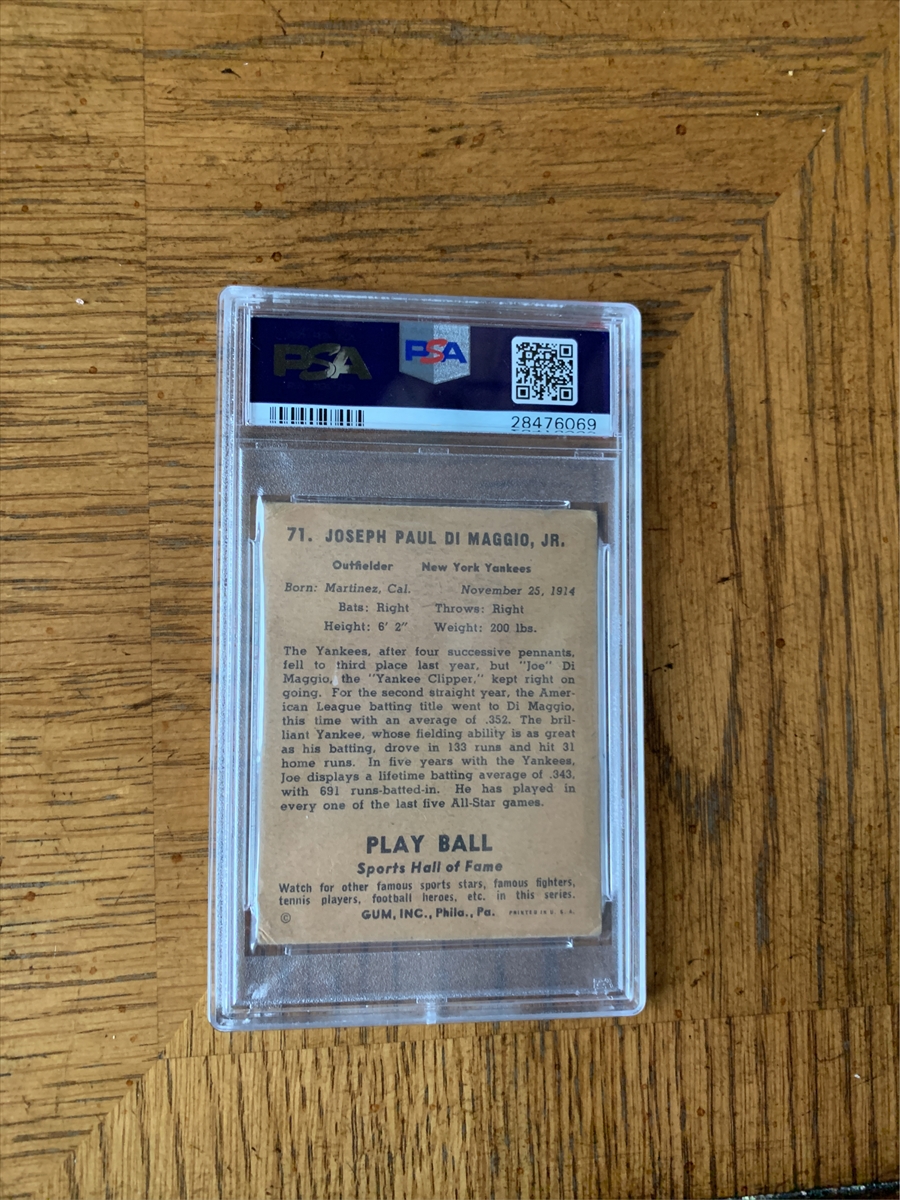 PSA PSA
28476069
71. JOSEPH PAUL DI MAGGIO, JR.
Outfielder New York Yankees
Born: Martinez, Cal. November 25, 1914
Bats: Right Throws: Right
Height: 6' 2" Weight: 200 lbs.
The Yankees, after four successive pennants,
fell to third place last year, but "Joe" Di
Maggio, the "Yankee Clipper," kept right on
going. For the second straight year, the Amer-
ican League batting title went to Di Maggio,
this time with an average of .352. The bril-
liant Yankee, whose fielding ability is as great
as his batting, drove in 133 runs and hit 31
home runs. In five years with the Yankees,
Joe displays a lifetime batting average of .343,
with 691 runs-batted-in. He has played in
every one of the last five All-Star games.
PLAY BALL
Sports Hall of Fame
Watch for other famous sports stars, famous fighters,
tennis players, football heroes, etc. in this series.
© GUM, INC., Phila., Pa. PRINTED IN U. S. A.